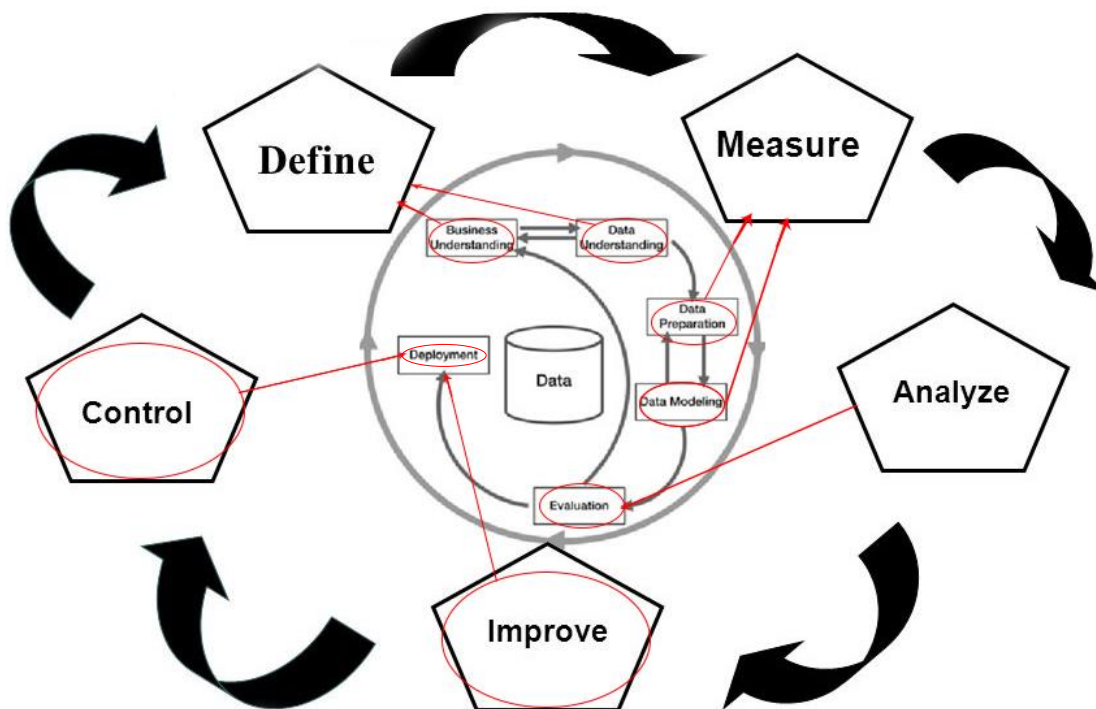 Define
Measure
Business
Understanding
Data
Understanding
Data
Preparation
Deployment
Data
Data Modeling
Analyze
Control
Evaluation
Improve